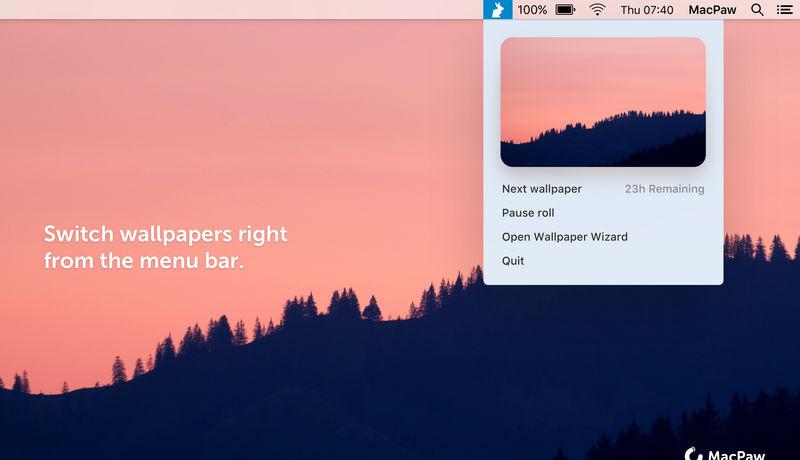 100% Thu 07:40 MacPaw
Next wallpaper 23h Remaining
Pause roll
Open Wallpaper Wizard
Quit
Switch wallpapers right
from the menu bar.
MacPaw